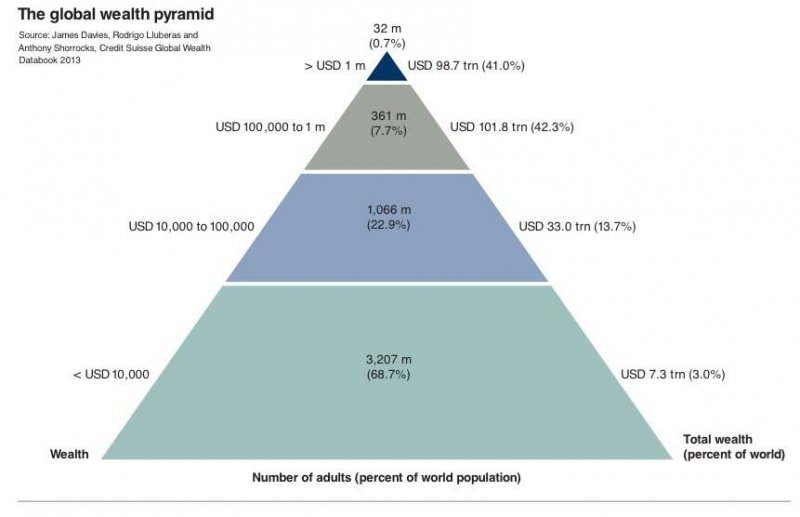 The global wealth pyramid
Source: James Davies, Rodrigo Lluberas and
Anthony Shorrocks, Credit Suisse Global Wealth
Databook 2013
32 m
(0.7%)
> USD 1 m
USD 98.7 trn (41.0%)
361 m
(7.7%)
USD 100,000 to 1 m
USD 101.8 trn (42.3%)
1,066 m
(22.9%)
USD 10,000 to 100,000
USD 33.0 trn (13.7%)
3,207 m
(68.7%)
< USD 10,000
USD 7.3 trn (3.0%)
Wealth
Total wealth
(percent of world)
Number of adults (percent of world population)